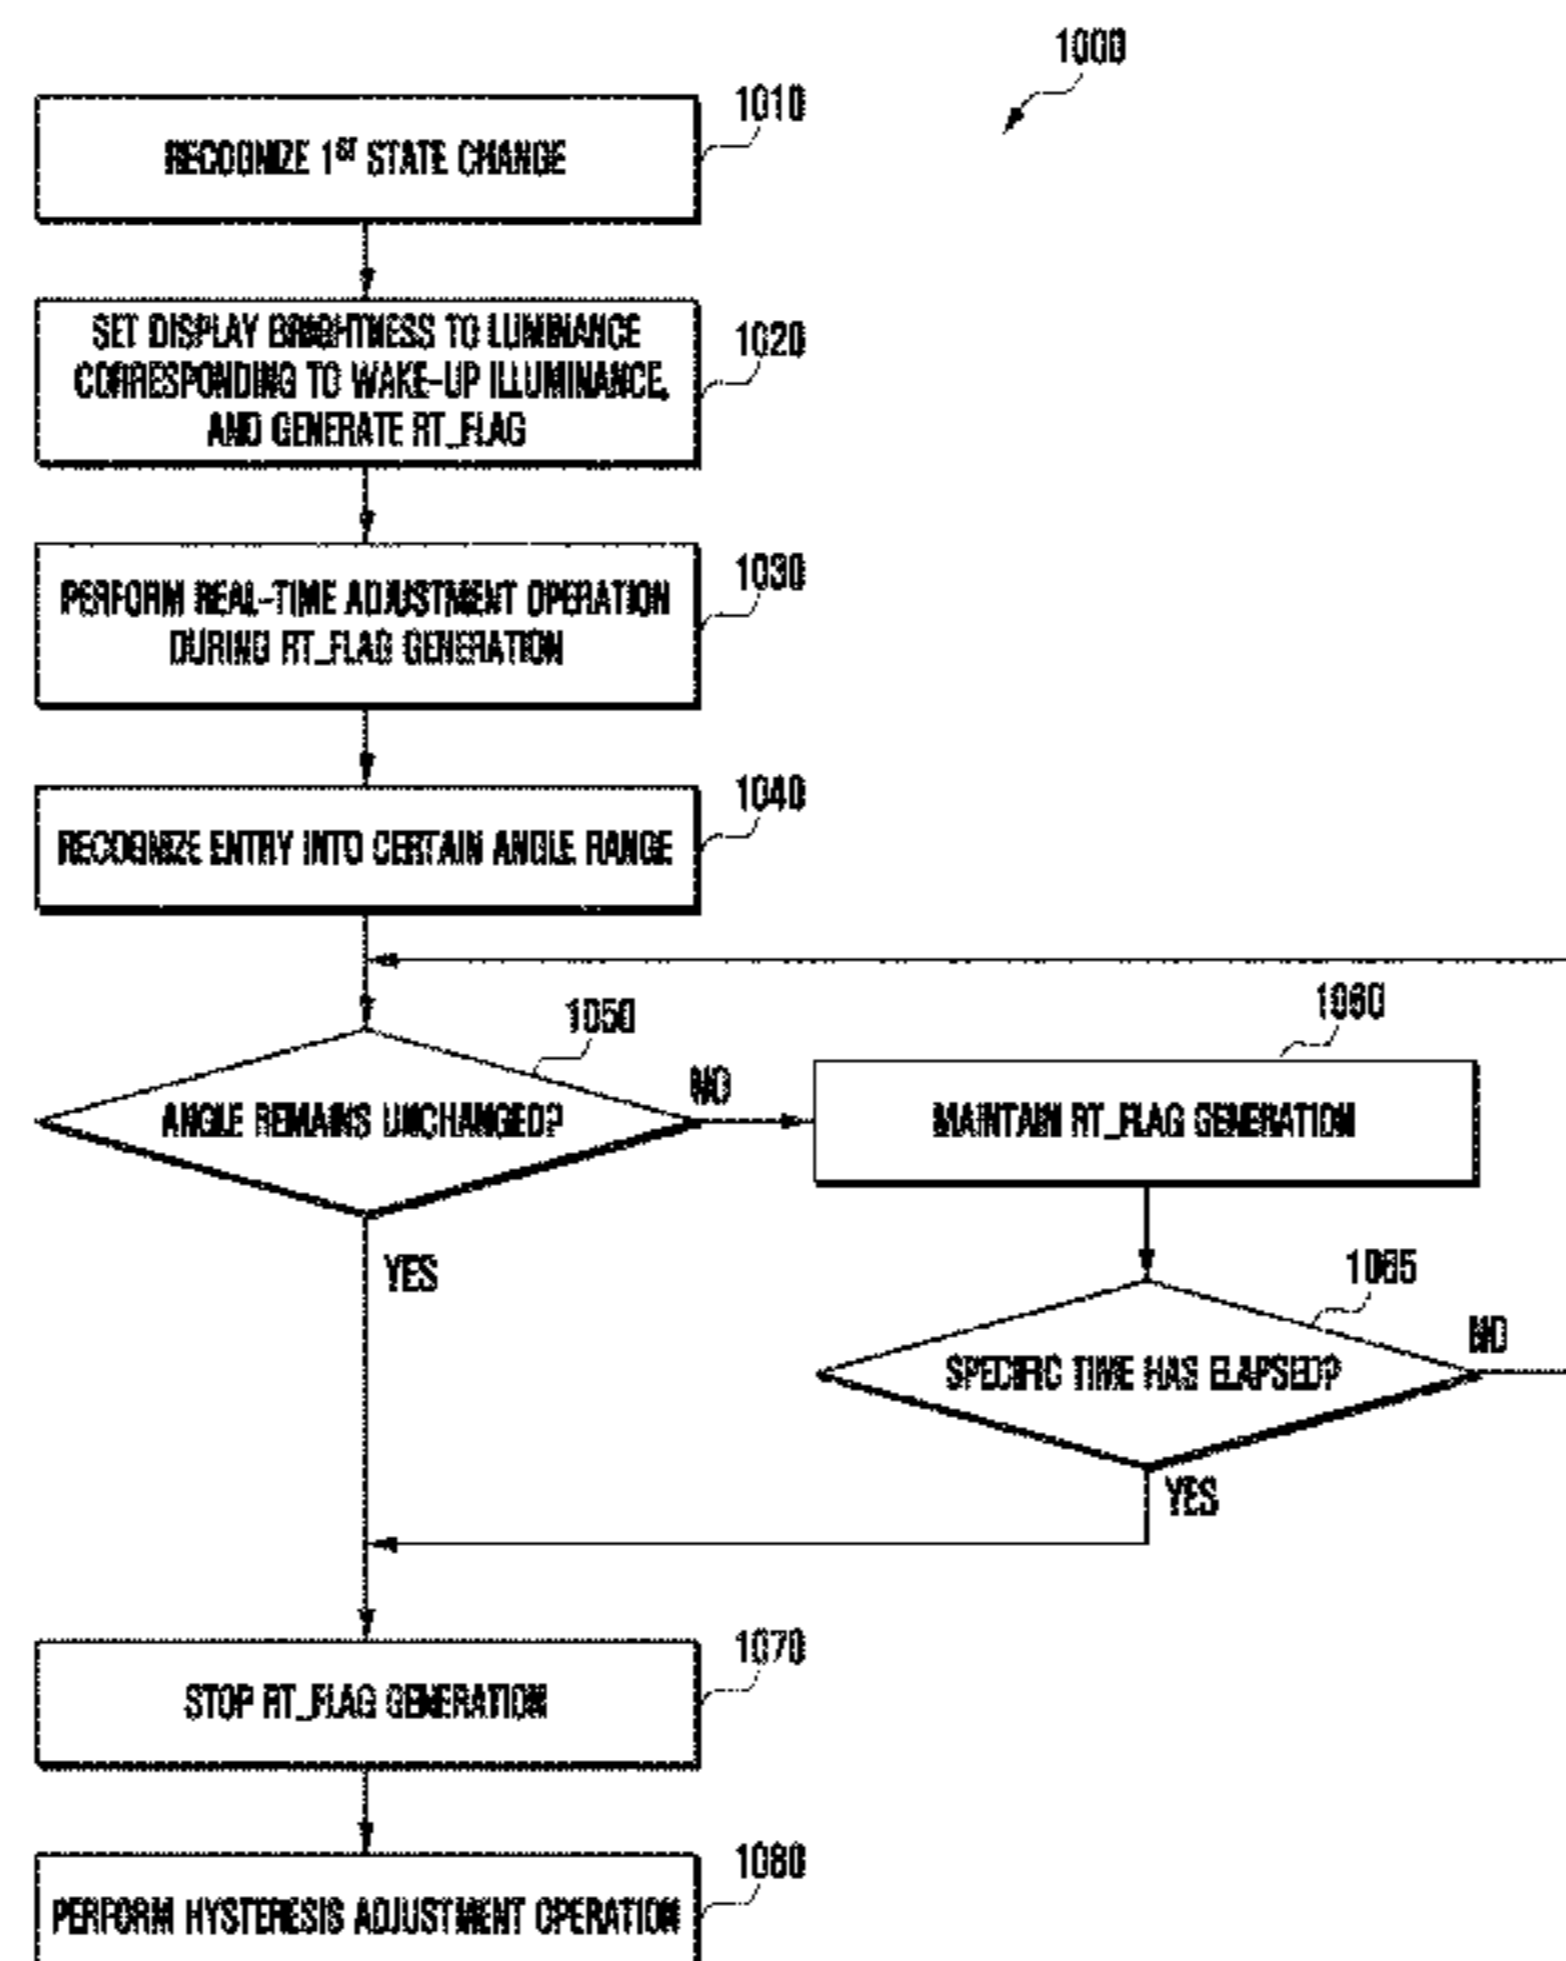 1000
1010
RECOGNIZE 1ST STATE CHANGE
1020
SET DISPLAY BRIGHTNESS TO LUMINANCE
CORRESPONDING TO WAKE-UP ILLUMINANCE,
AND GENERATE RT_FLAG
1030
PERFORM REAL-TIME ADJUSTMENT OPERATION
DURING RT_FLAG GENERATION
1040
RECOGNIZE ENTRY INTO CERTAIN ANGLE RANGE
1050
ANGLE REMAINS UNCHANGED?
NO
1060
MAINTAIN RT_FLAG GENERATION
YES
1065
SPECIFIC TIME HAS ELAPSED?
NO
YES
1070
STOP RT_FLAG GENERATION
1080
PERFORM HYSTERESIS ADJUSTMENT OPERATION